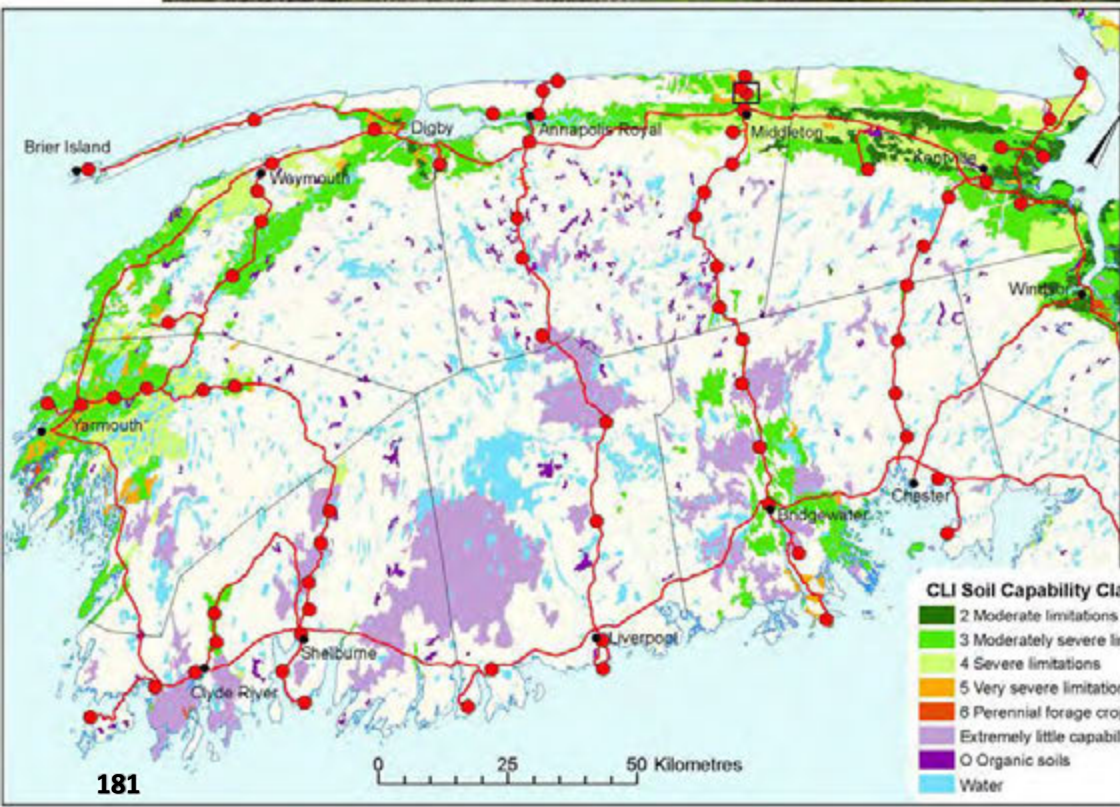 Brier Island
Digby
Annapolis Royal
Middleton
Kentville
Weymouth
Windsor
Yarmouth
Chester
Bridgewater
Liverpool
Shelburne
Clyde River
CLI Soil Capability Cla
2 Moderate limitations
3 Moderately severe li
4 Severe limitations
5 Very severe limitatio
6 Perennial forage cro
Extremely little capabil
O Organic soils
Water
0 25 50 Kilometres
181